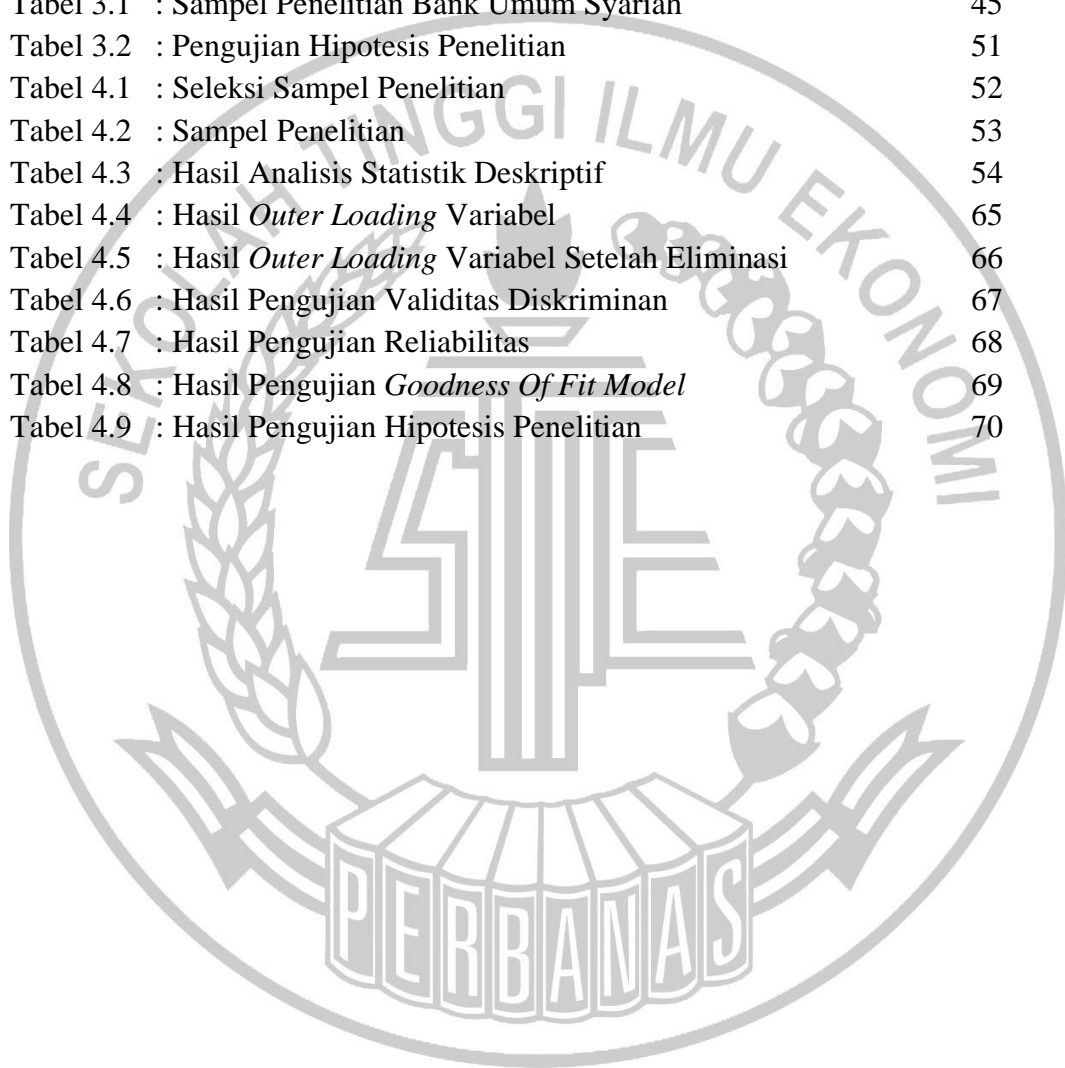 Tabel 3.1 : Sampel Penelitian Bank Umum Syariah 45
Tabel 3.2 : Pengujian Hipotesis Penelitian 51
Tabel 4.1 : Seleksi Sampel Penelitian 52
Tabel 4.2 : Sampel Penelitian 53
Tabel 4.3 : Hasil Analisis Statistik Deskriptif 54
Tabel 4.4 : Hasil Outer Loading Variabel 65
Tabel 4.5 : Hasil Outer Loading Variabel Setelah Eliminasi 66
Tabel 4.6 : Hasil Pengujian Validitas Diskriminan 67
Tabel 4.7 : Hasil Pengujian Reliabilitas 68
Tabel 4.8 : Hasil Pengujian Goodness Of Fit Model 69
Tabel 4.9 : Hasil Pengujian Hipotesis Penelitian 70
SEKOLAH TINGGI ILMU EKONOMI
PERBANAS